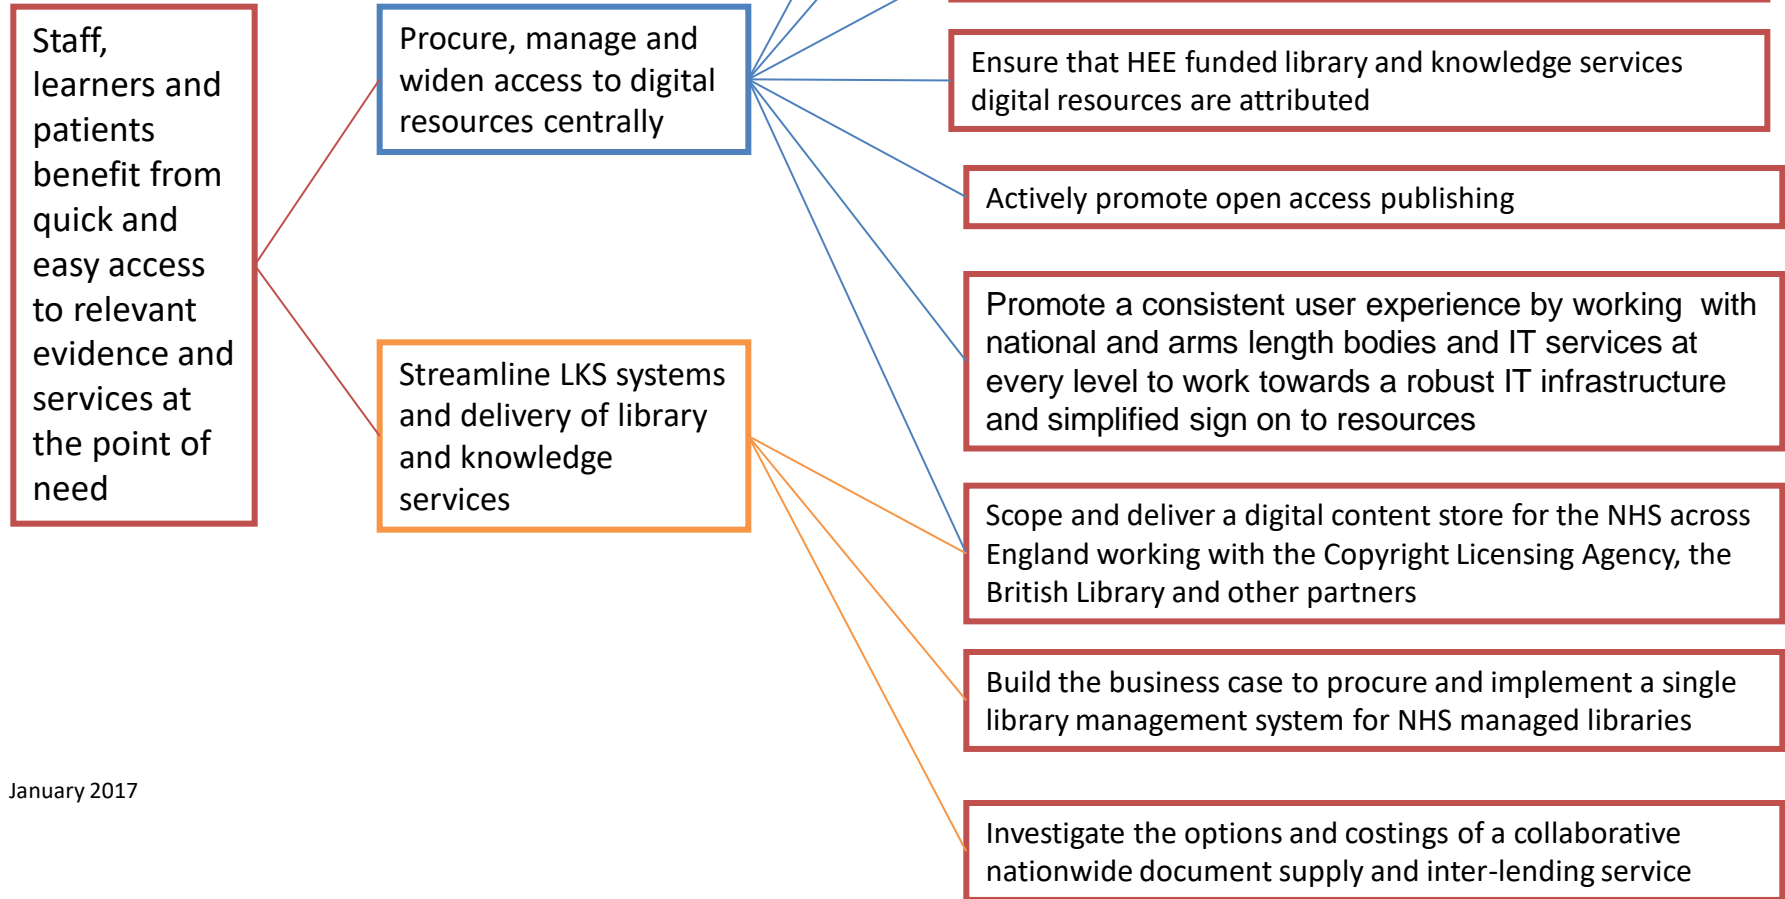 Staff,
learners and
patients
benefit from
quick and
easy access
to relevant
evidence and
services at
the point of
need
Procure, manage and
widen access to digital
resources centrally
Streamline LKS systems
and delivery of library
and knowledge
services
Ensure that HEE funded library and knowledge services
digital resources are attributed
Actively promote open access publishing
Promote a consistent user experience by working  with
national and arms length bodies and IT services at
every level to work towards a robust IT infrastructure
and simplified sign on to resources
Scope and deliver a digital content store for the NHS across
England working with the Copyright Licensing Agency, the
British Library and other partners
Build the business case to procure and implement a single
library management system for NHS managed libraries
Investigate the options and costings of a collaborative
nationwide document supply and inter-lending service
January 2017